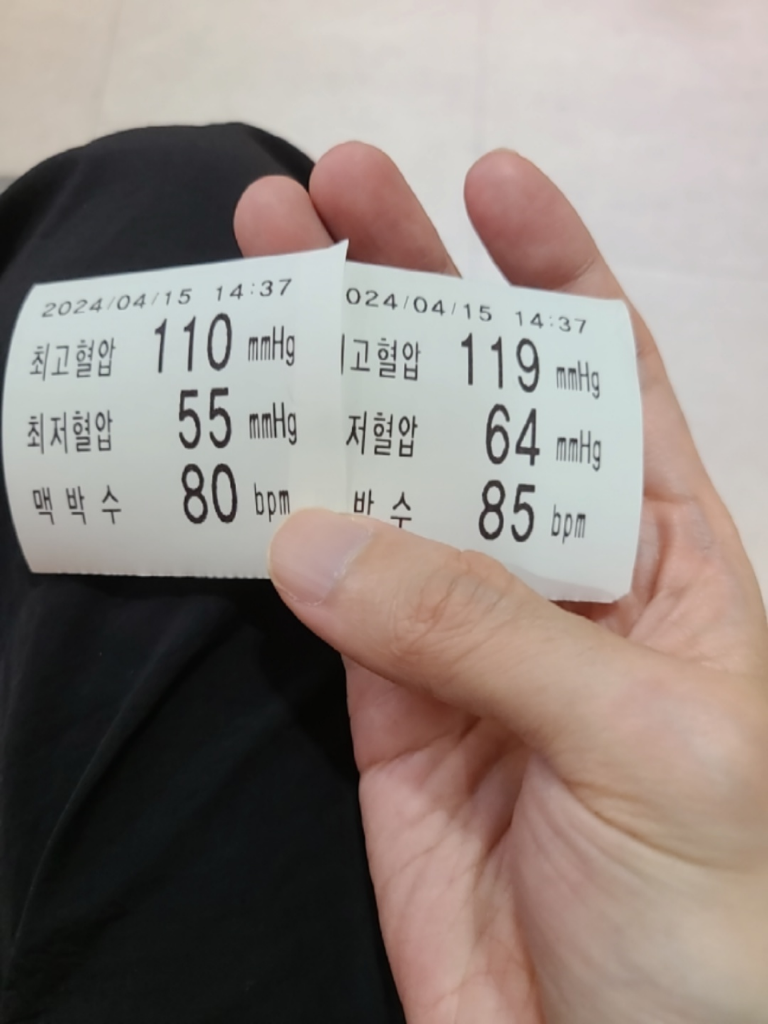 2024/04/15 14:37
최고혈압 110 mmHg
최저혈압 55 mmHg
맥박수 80 bpm
024/04/15 14:37
고혈압 119 mmHg
저혈압 64 mmHg
박수 85 bpm